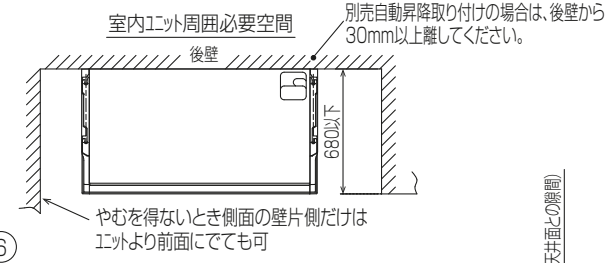 室内ユニット周囲必要空間
別売自動昇降取り付けの場合は、後壁から
30mm以上離してください。
後壁
680以下
やむを得ないとき側面の壁片側だけは
ユニットより前面にでても可
6
天井面との隙間)